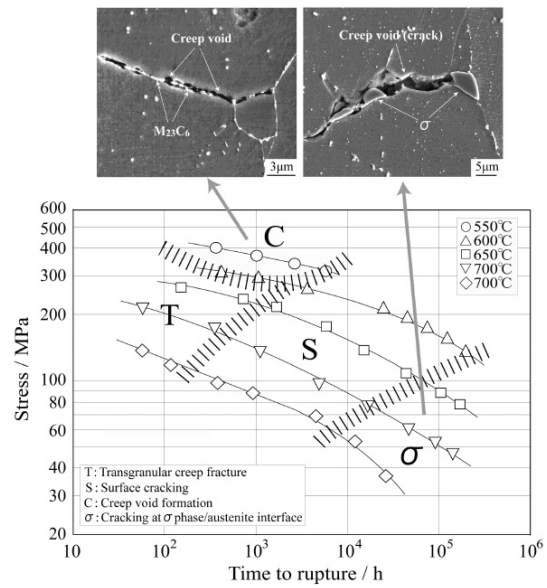 Creep void
M23C6
3μm
Creep void (crack)
σ
5μm
600
500
400
300
200
100
80
60
40
30
20
Stress / MPa
C
T
S
σ
550℃
600℃
650℃
700℃
700℃
T : Transgranular creep fracture
S : Surface cracking
C : Creep void formation
σ : Cracking at σ phase/austenite interface
10
10²
10³
10⁴
10⁵
10⁶
Time to rupture / h